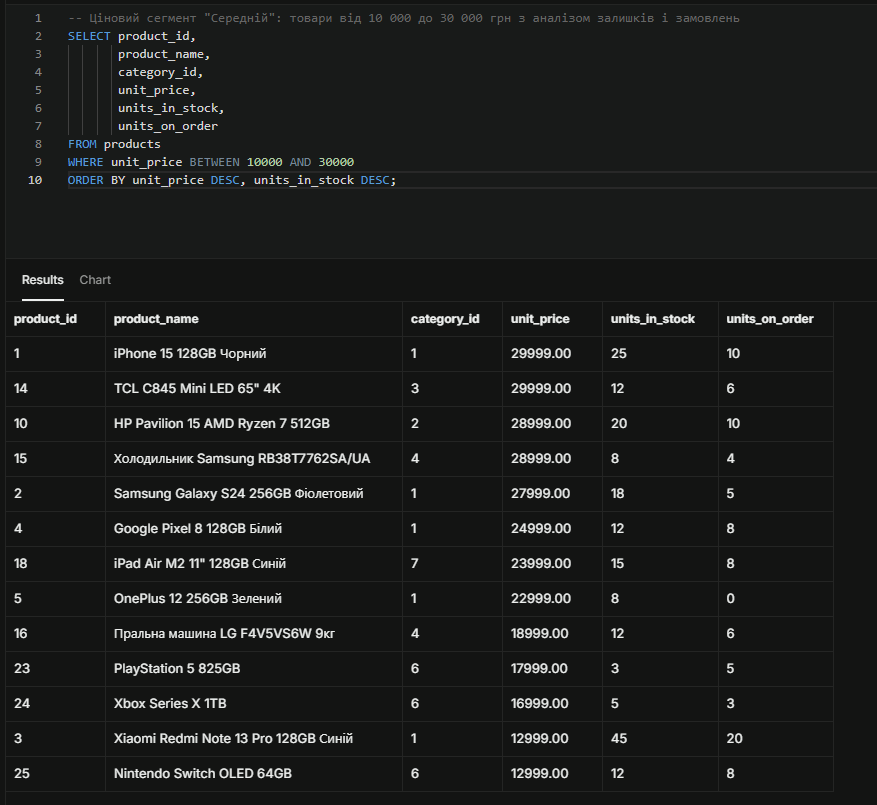 1 -- Ціновий сегмент "Середній": товари від 10 000 до 30 000 грн з аналізом залишків і замовлень
2 SELECT product_id,
3 product_name,
4 category_id,
5 unit_price,
6 units_in_stock,
7 units_on_order
8 FROM products
9 WHERE unit_price BETWEEN 10000 AND 30000
10 ORDER BY unit_price DESC, units_in_stock DESC;
Results Chart
product_id product_name category_id unit_price units_in_stock units_on_order
1 iPhone 15 128GB Чорний 1 29999.00 25 10
14 TCL C845 Mini LED 65" 4K 3 29999.00 12 6
10 HP Pavilion 15 AMD Ryzen 7 512GB 2 28999.00 20 10
15 Холодильник Samsung RB38T7762SA/UA 4 28999.00 8 4
2 Samsung Galaxy S24 256GB Фіолетовий 1 27999.00 18 5
4 Google Pixel 8 128GB Білий 1 24999.00 12 8
18 iPad Air M2 11" 128GB Синій 7 23999.00 15 8
5 OnePlus 12 256GB Зелений 1 22999.00 8 0
16 Пральна машина LG F4V5VS6W 9кг 4 18999.00 12 6
23 PlayStation 5 825GB 6 17999.00 3 5
24 Xbox Series X 1TB 6 16999.00 5 3
3 Xiaomi Redmi Note 13 Pro 128GB Синій 1 12999.00 45 20
25 Nintendo Switch OLED 64GB 6 12999.00 12 8